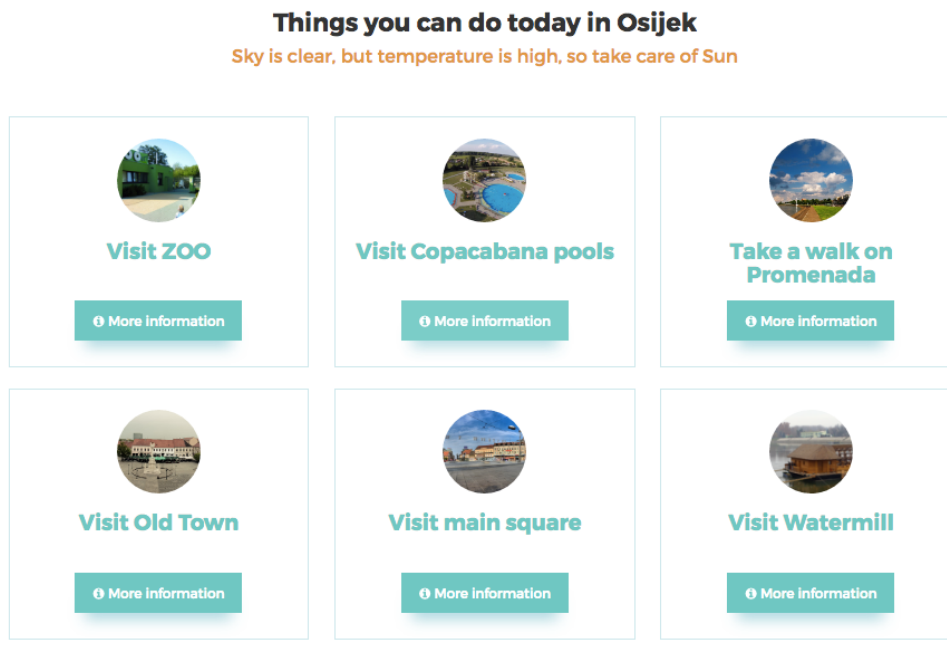 Things you can do today in Osijek
Sky is clear, but temperature is high, so take care of Sun
Visit ZOO
More information
Visit Copacabana pools
More information
Take a walk on
Promenada
More information
Visit Old Town
More information
Visit main square
More information
Visit Watermill
More information